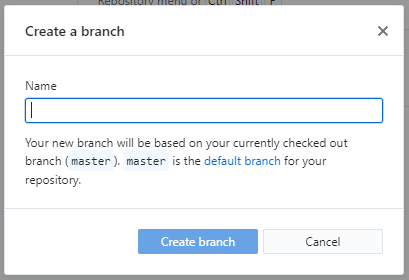 Repository menu or Ctrl Shift F
Create a branch
Name
Your new branch will be based on your currently checked out
branch (master). master is the default branch for your
repository.
Create branch
Cancel